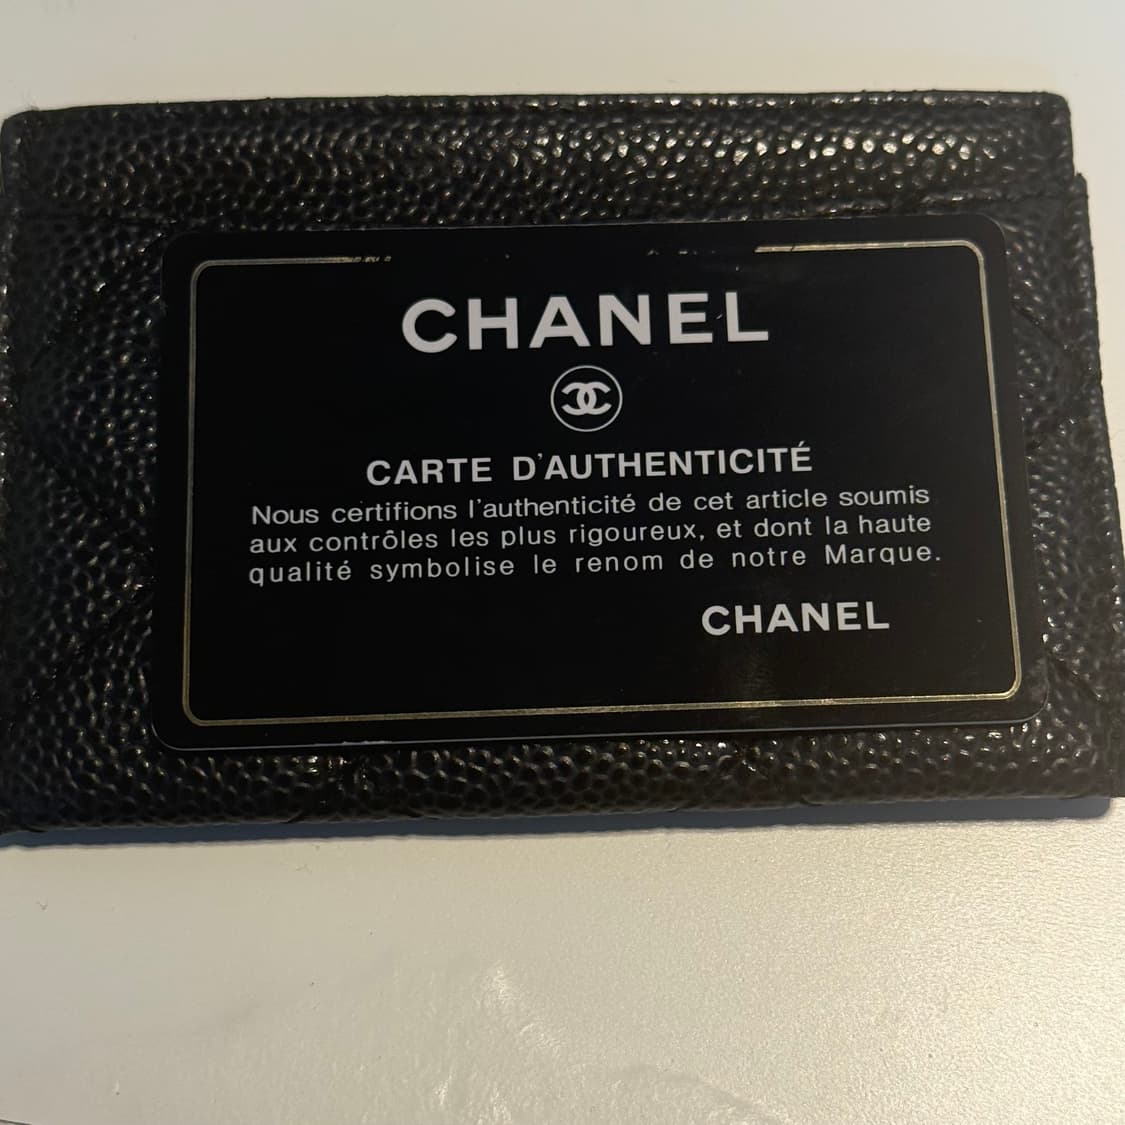 CHANEL
CARTE D'AUTHENTICITÉ
Nous certifions l'authenticité de cet article soumis
aux contrôles les plus rigoureux, et dont la haute
qualité symbolise le renom de notre Marque.
CHANEL